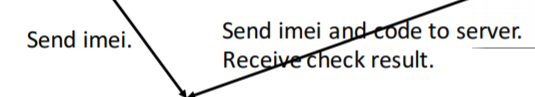 Send imei.
Send imei and code to server.
Receive check result.